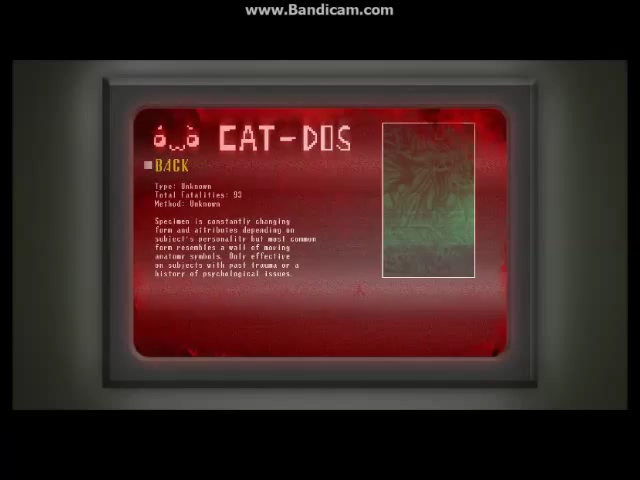 www.Bandicam.com
CAT-DOS
BACK
Type: Unknown
Total Fatalities: 93
Method: Unknown
Specimen is constantly changing
form and attributes depending on
subject's personality but most common
form resembles a wall of moving
anatomy symbols. Only effective
on subjects with past trauma or a
history of psychological issues.